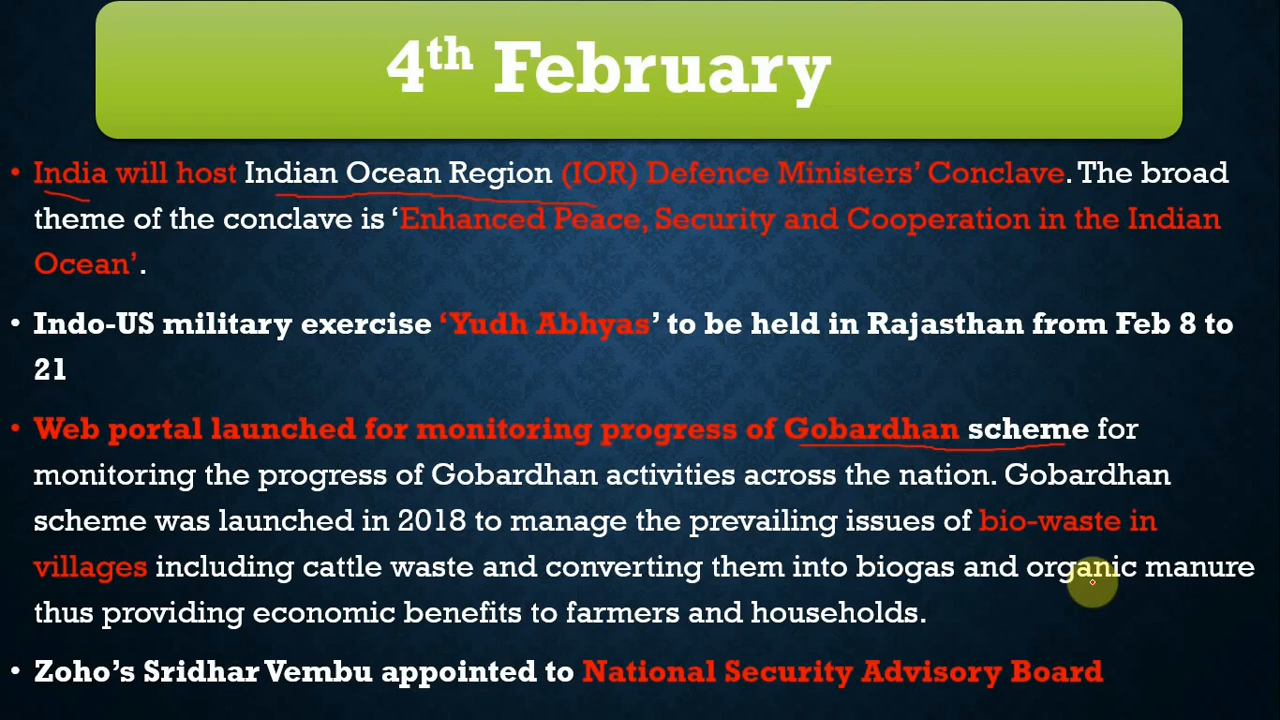 4th February
• India will host Indian Ocean Region (IOR) Defence Ministers’ Conclave. The broad
theme of the conclave is ‘Enhanced Peace, Security and Cooperation in the Indian
Ocean’.
• Indo-US military exercise ‘Yudh Abhyas’ to be held in Rajasthan from Feb 8 to
21
• Web portal launched for monitoring progress of Gobardhan scheme for
monitoring the progress of Gobardhan activities across the nation. Gobardhan
scheme was launched in 2018 to manage the prevailing issues of bio-waste in
villages including cattle waste and converting them into biogas and organic manure
thus providing economic benefits to farmers and households.
• Zoho’s Sridhar Vembu appointed to National Security Advisory Board